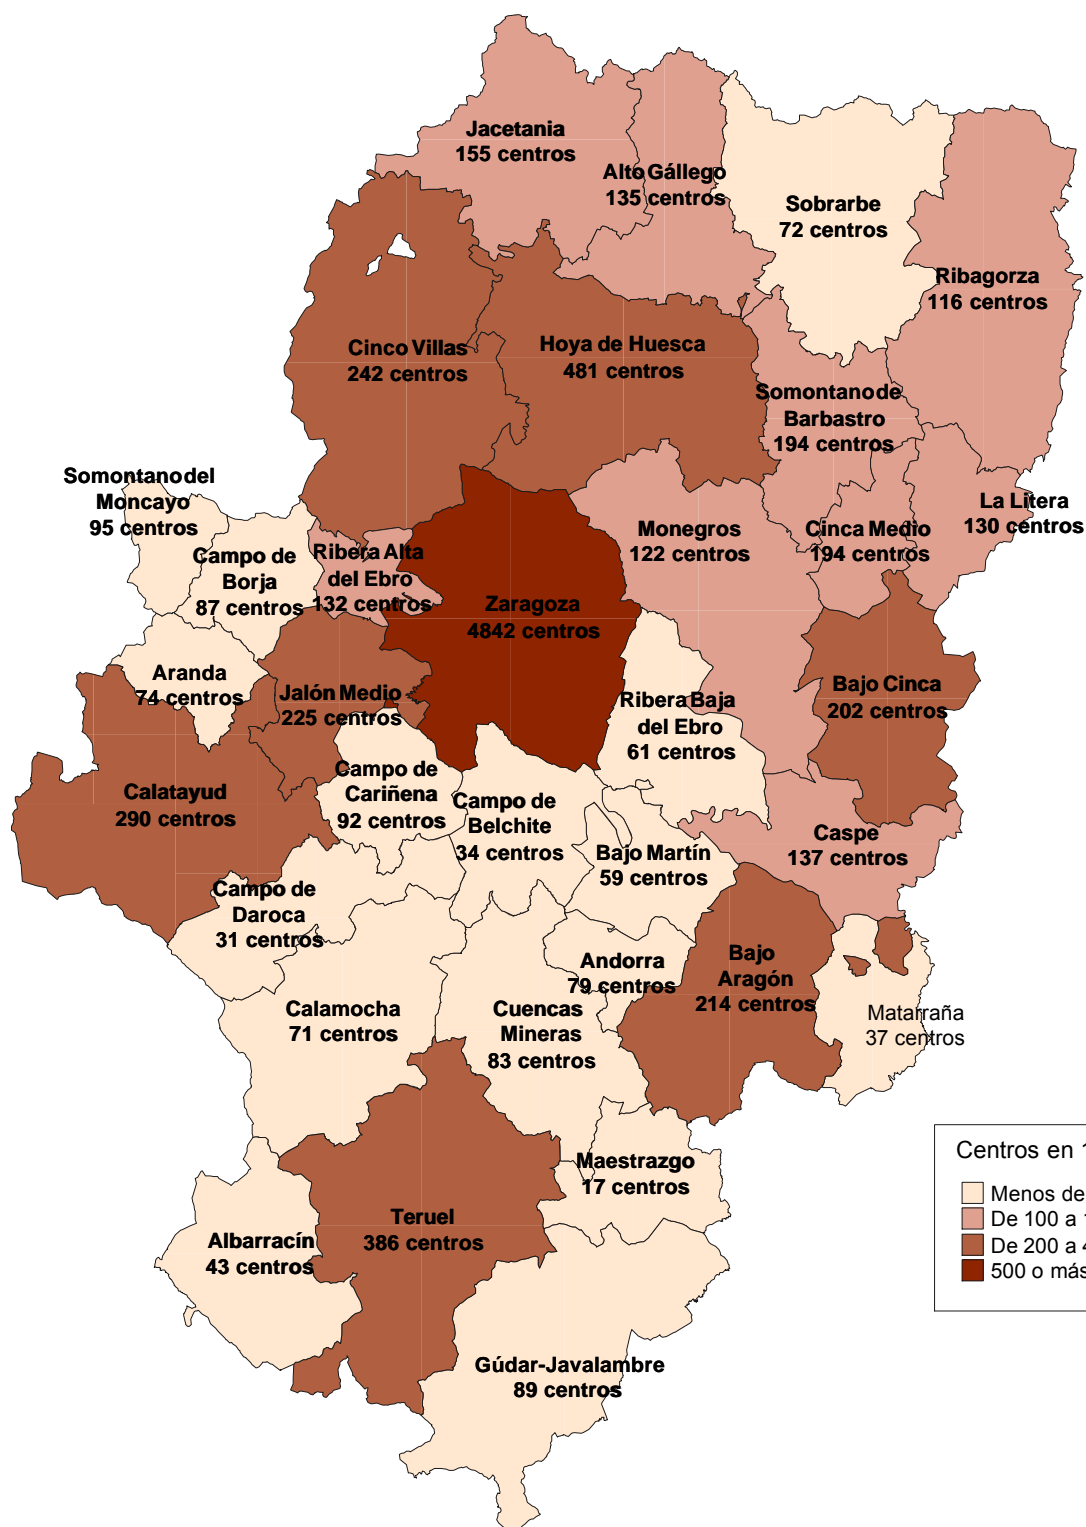 Jacetania
155 centros
Alto Gállego
135 centros
Sobrarbe
72 centros
Ribagorza
116 centros
Cinco Villas
242 centros
Hoya de Huesca
481 centros
Somontano de
Barbastro
194 centros
Somontano del
Moncayo
95 centros
Campo de
Borja
87 centros
Ribera Alta
del Ebro
132 centros
Zaragoza
4842 centros
Monegros
122 centros
Cinca Medio
194 centros
La Litera
130 centros
Aranda
74 centros
Jalón Medio
225 centros
Ribera Baja
del Ebro
61 centros
Bajo Cinca
202 centros
Calatayud
290 centros
Campo de
Cariñena
92 centros
Campo de
Belchite
34 centros
Bajo Martín
59 centros
Caspe
137 centros
Campo de
Daroca
31 centros
Calamocha
71 centros
Cuencas
Mineras
83 centros
Andorra
79 centros
Bajo
Aragón
214 centros
Matarraña
37 centros
Maestrazgo
17 centros
Teruel
386 centros
Albarracín
43 centros
Gúdar-Javalambre
89 centros
Centros en 1
Menos de
De 100 a 1
De 200 a 4
500 o más